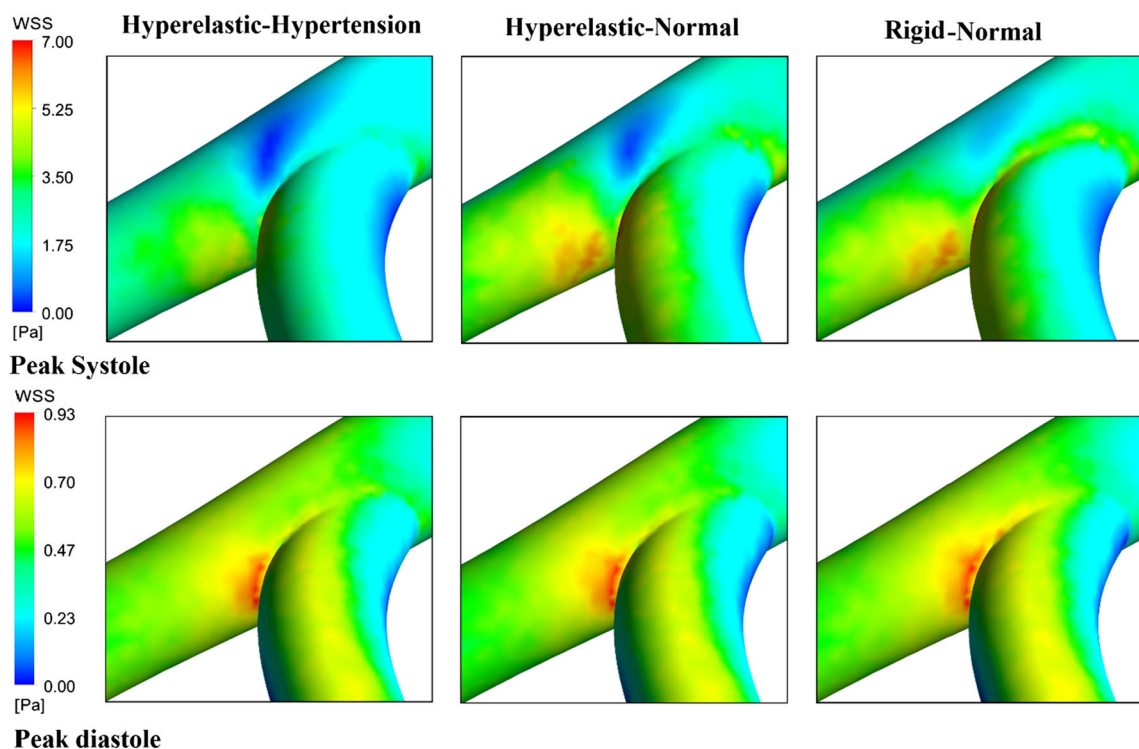 WSS
Hyperelastic-Hypertension
Hyperelastic-Normal
Rigid-Normal
7.00
5.25
3.50
1.75
0.00
[Pa]
Peak Systole
WSS
0.93
0.70
0.47
0.23
0.00
[Pa]
Peak diastole